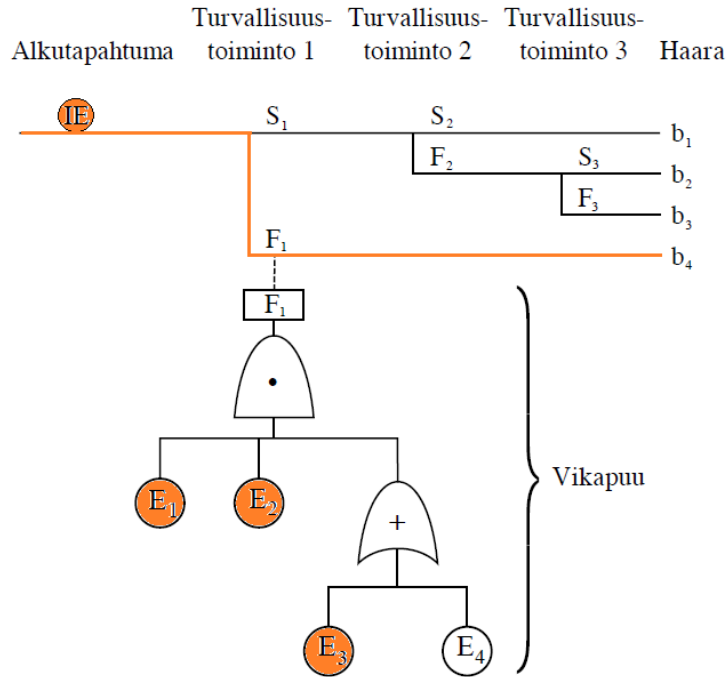 Turvallisuus- Turvallisuus- Turvallisuus-
Alkutapahtuma toiminto 1 toiminto 2 toiminto 3 Haara
IE
S₁ S₂ b₁
F₂ S₃ b₂
F₃ b₃
F₁ b₄
F₁
•
E₁ E₂ Vikapuu
+
E₃ E₄